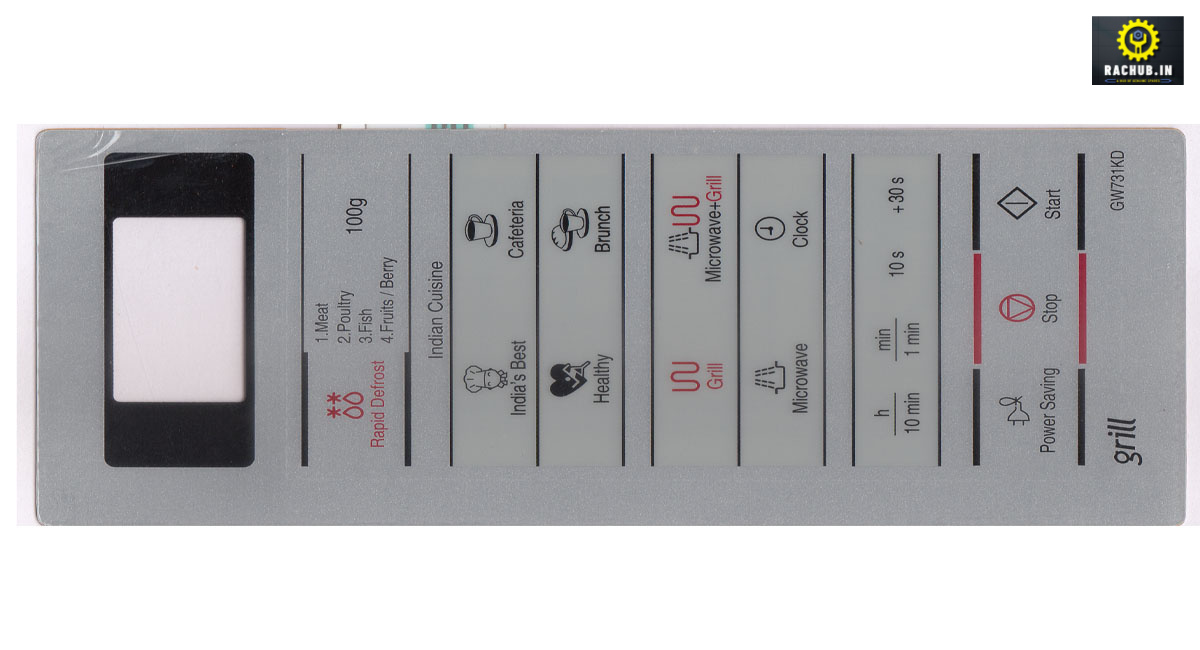 RACHUB.IN
1.Meat
2.Poultry
3.Fish
4.Fruits / Berry
100g
Rapid Defrost
Indian Cuisine
India's Best
Cafeteria
Healthy
Brunch
Grill
Microwave+Grill
Microwave
Clock
h
10 min
min
1 min
10 s
+30 s
Power Saving
Stop
Start
grill
GW731KD